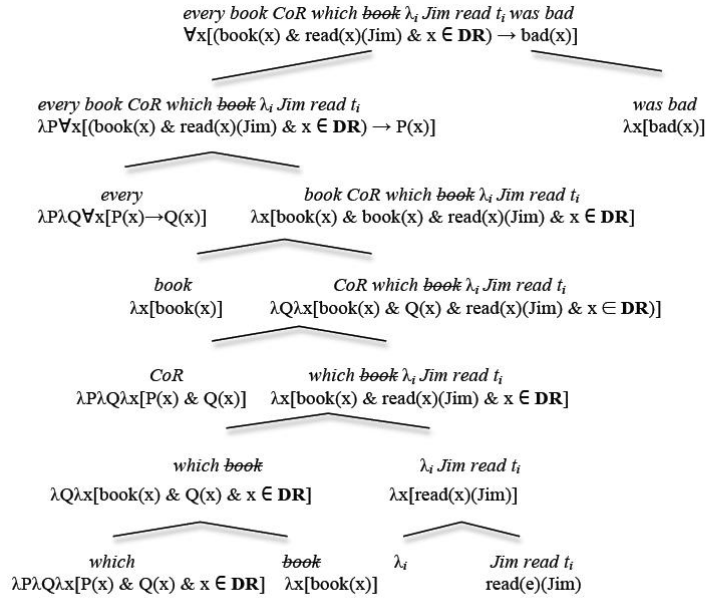 every book CoR which book λi Jim read ti was bad
∀x[(book(x) & read(x)(Jim) & x ∈ DR) → bad(x)]
every book CoR which book λi Jim read ti
was bad
λP∀x[(book(x) & read(x)(Jim) & x ∈ DR) → P(x)]
λx[bad(x)]
every
book CoR which book λi Jim read ti
λPλQ∀x[P(x)→Q(x)]
λx[book(x) & book(x) & read(x)(Jim) & x ∈ DR]
book
CoR which book λi Jim read ti
λx[book(x)]
λQλx[book(x) & Q(x) & read(x)(Jim) & x ∈ DR)]
CoR
which book λi Jim read ti
λPλQλx[P(x) & Q(x)]
λx[book(x) & read(x)(Jim) & x ∈ DR]
which book
λi Jim read ti
λQλx[book(x) & Q(x) & x ∈ DR]
λx[read(x)(Jim)]
which
book
λi
Jim read ti
λPλQλx[P(x) & Q(x) & x ∈ DR]
λx[book(x)]
read(e)(Jim)